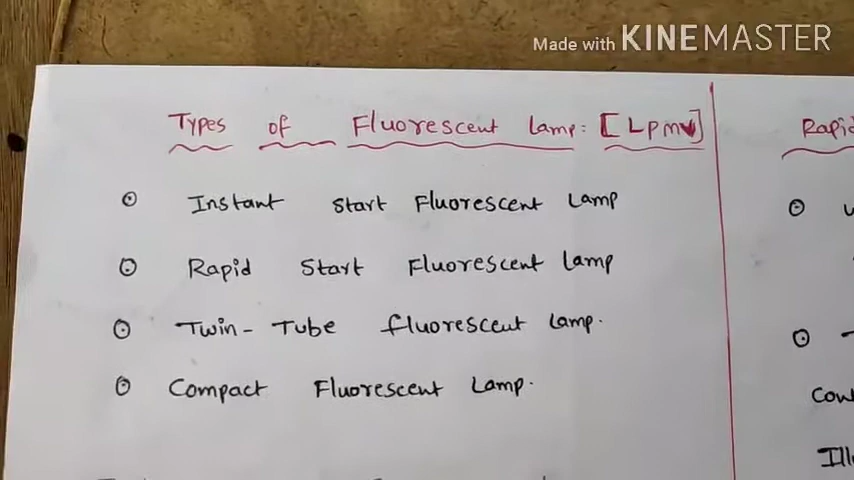 Made with KINEMASTER
Types of Fluorescent lamp: [LPMV]
Instant Start Fluorescent Lamp
Rapid Start Fluorescent Lamp
Twin-Tube fluorescent Lamp.
Compact Fluorescent Lamp.
Rapid